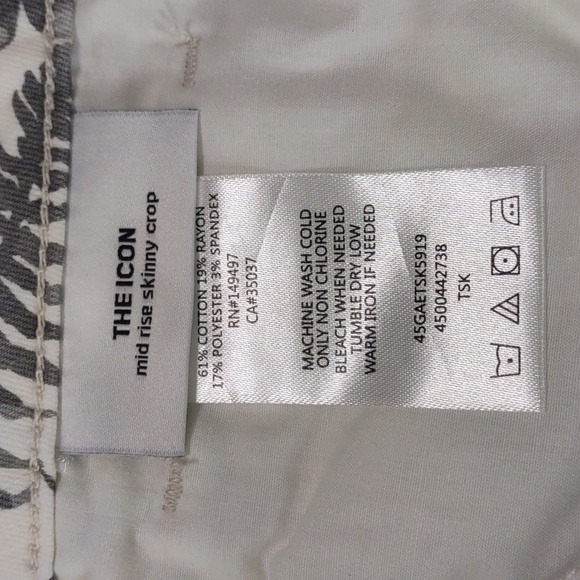 THE ICON
mid rise skinny crop
61% COTTON 19% RAYON
17% POLYESTER 3% SPANDEX
RN#149497
CA#35037
MACHINE WASH COLD
ONLY NON CHLORINE
BLEACH WHEN NEEDED
TUMBLE DRY LOW
WARM IRON IF NEEDED
45GAETSK5919
4500442738
TSK